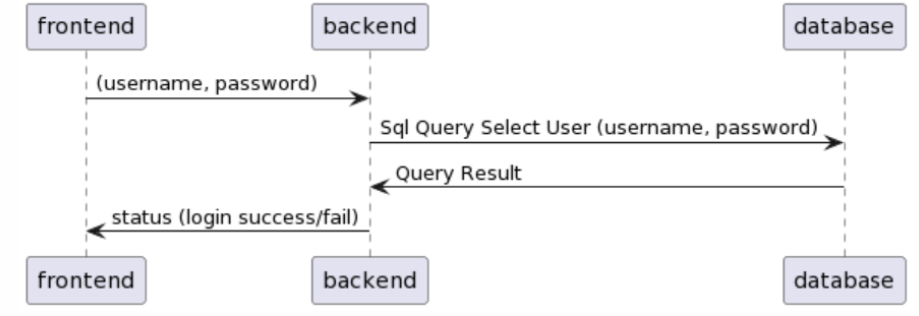 frontend backend database
(username, password)
Sql Query Select User (username, password)
Query Result
status (login success/fail)
frontend backend database